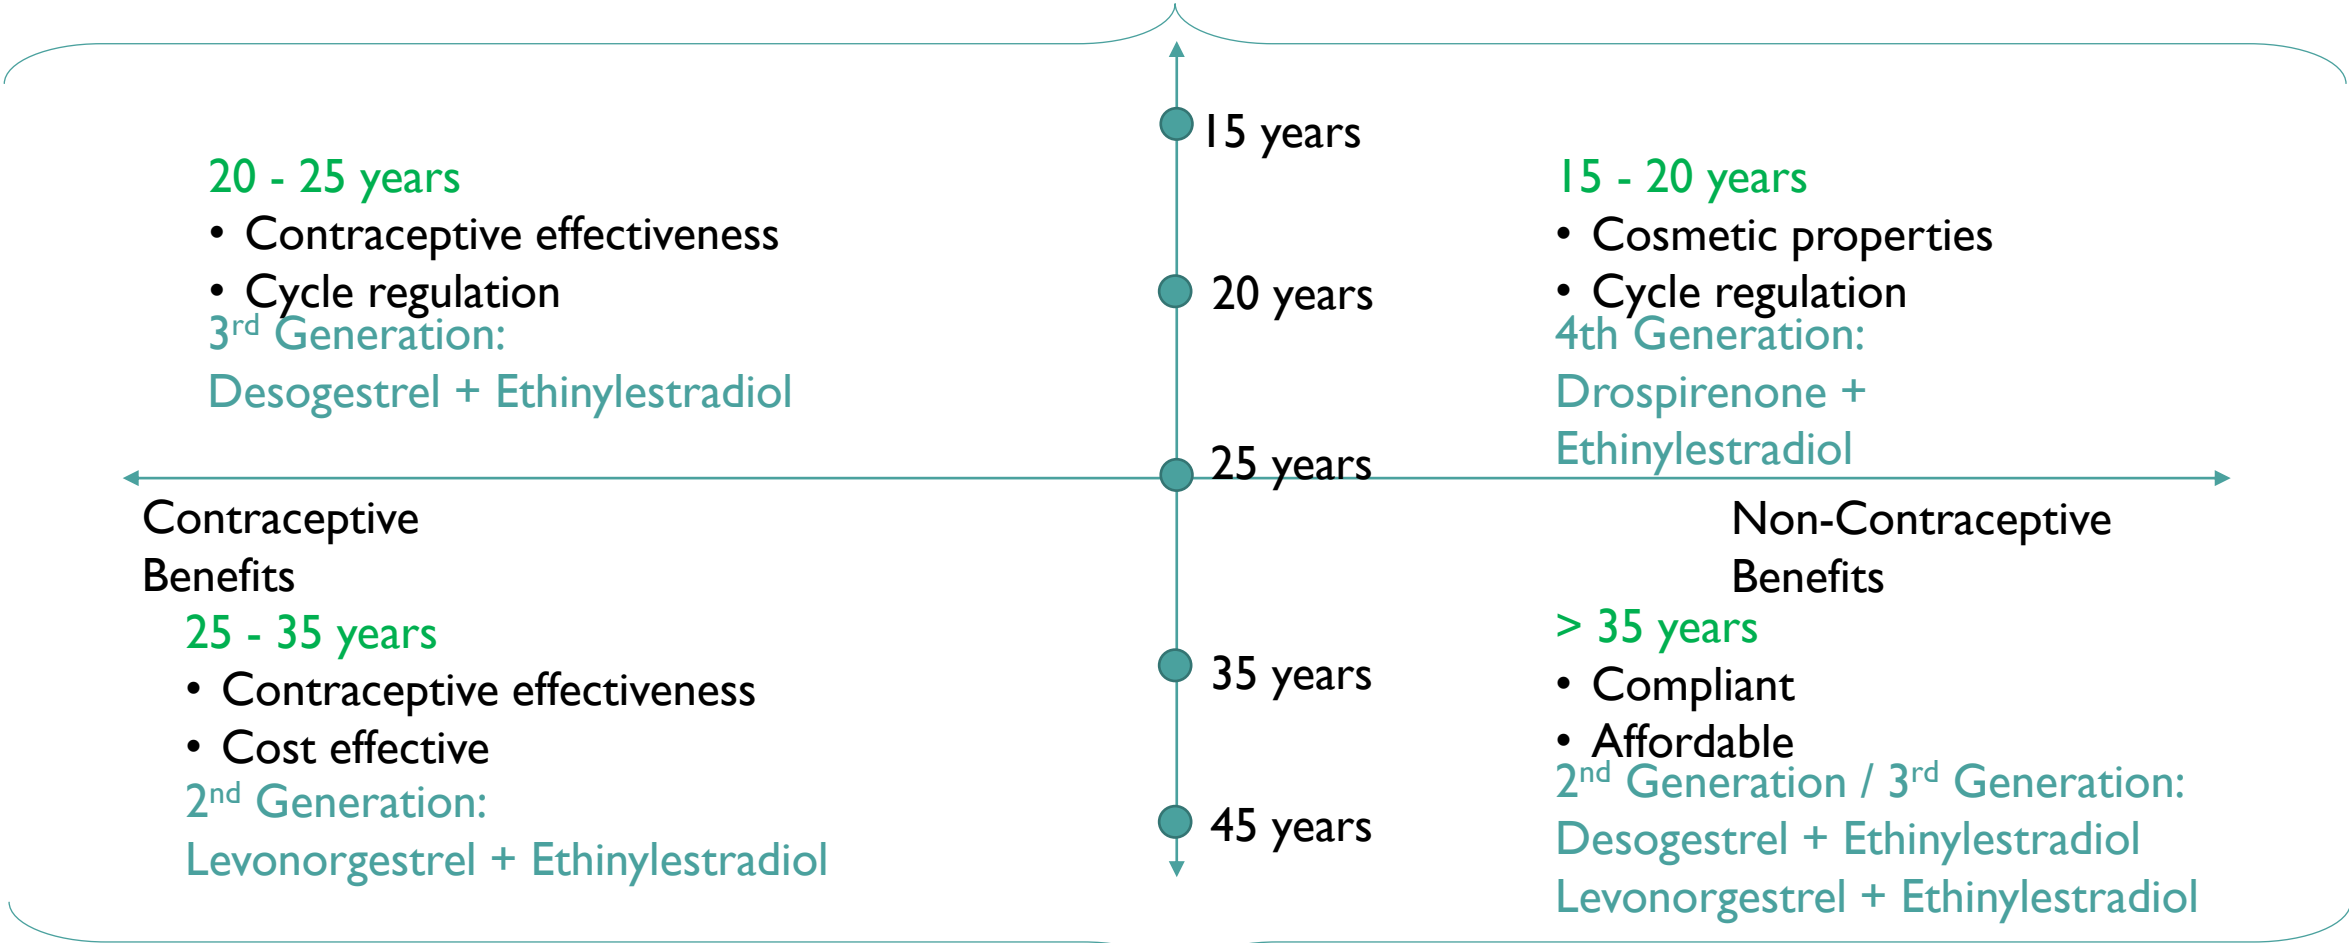 20 - 25 years
• Contraceptive effectiveness
• Cycle regulation
3rd Generation:
Desogestrel + Ethinylestradiol
15 years
20 years
25 years
35 years
45 years
15 - 20 years
• Cosmetic properties
• Cycle regulation
4th Generation:
Drospirenone +
Ethinylestradiol
Contraceptive
Benefits
25 - 35 years
• Contraceptive effectiveness
• Cost effective
2nd Generation:
Levonorgestrel + Ethinylestradiol
Non-Contraceptive
Benefits
> 35 years
• Compliant
• Affordable
2nd Generation / 3rd Generation:
Desogestrel + Ethinylestradiol
Levonorgestrel + Ethinylestradiol